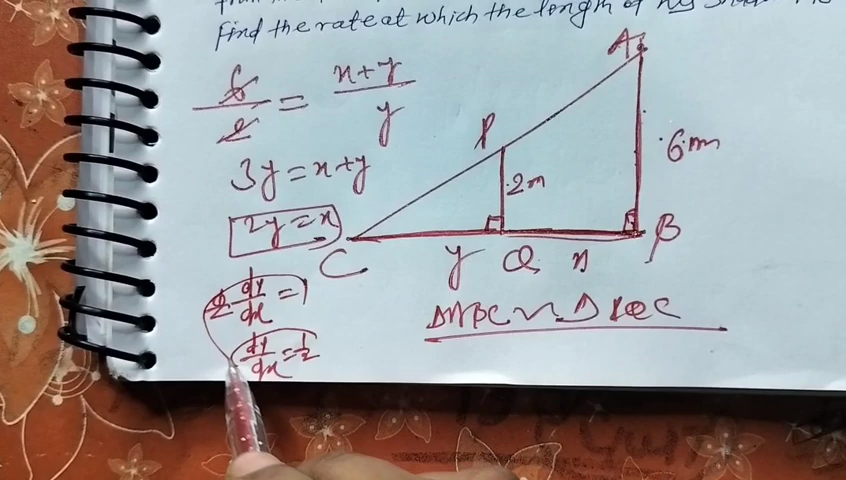 Find the rate at which the length of
6/2 = x+y/y
3y = x+y
2y = x
2 dy/dx = 1
dy/dx = 1/2
A
P
6m
2m
C
y
Q
x
B
ΔABC ~ Δ PQC